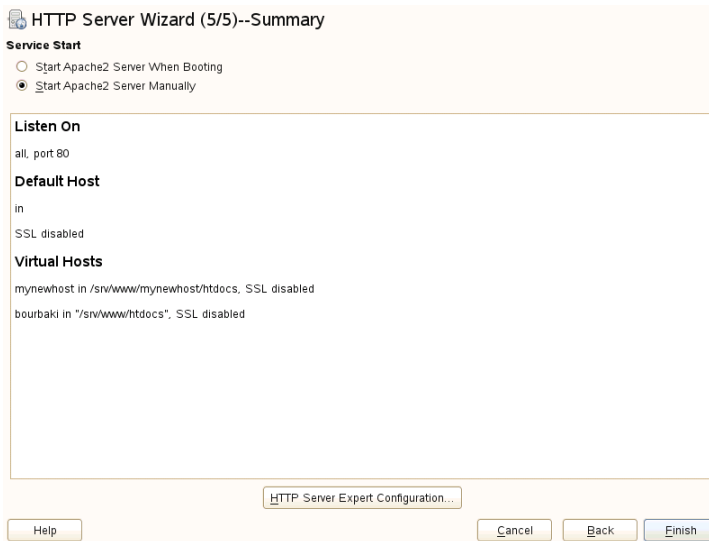 HTTP Server Wizard (5/5)--Summary
Service Start
Start Apache2 Server When Booting
Start Apache2 Server Manually
Listen On
all, port 80
Default Host
in
SSL disabled
Virtual Hosts
mynewhost in /srv/www/mynewhost/htdocs, SSL disabled
bourbaki in "/srv/www/htdocs", SSL disabled
HTTP Server Expert Configuration...
Help
Cancel
Back
Finish